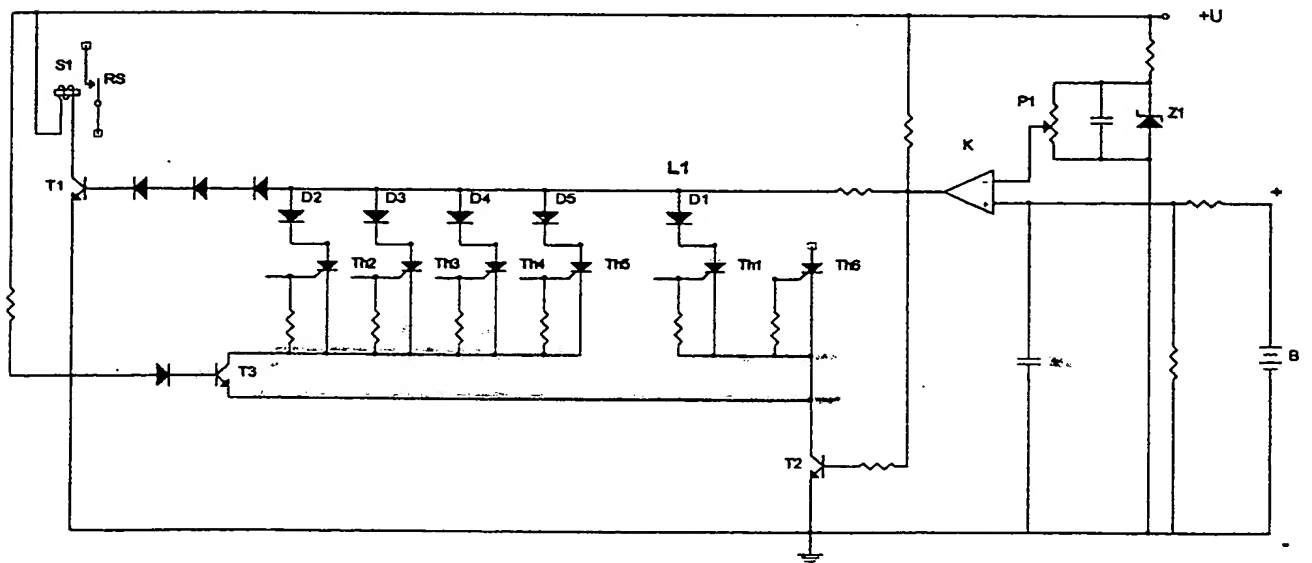 +U
S1
RS
P1
Z1
K
L1
T1
D2
D3
D4
D5
D1
+
-
+
Th2
Th3
Th4
Th5
Th1
Th6
T3
B
T2
-